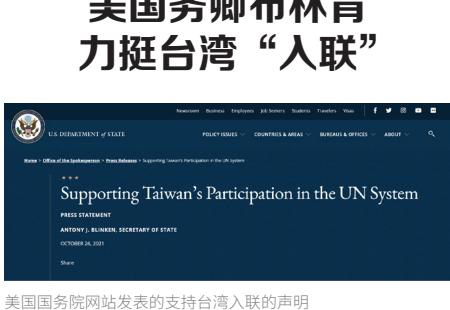 美国务卿布林肯
力挺台湾“入联”
Newsroom Business Employees Job Seekers Students Travelers Visas
U.S. DEPARTMENT of STATE
POLICY ISSUES COUNTRIES & AREAS BUREAUS & OFFICES ABOUT
Home > Office of the Spokesperson > Press Releases > Supporting Taiwan's Participation in the UN System
Supporting Taiwan’s Participation in the UN System
PRESS STATEMENT
ANTONY J. BLINKEN, SECRETARY OF STATE
OCTOBER 26, 2021
Share
美国国务院网站发表的支持台湾入联的声明